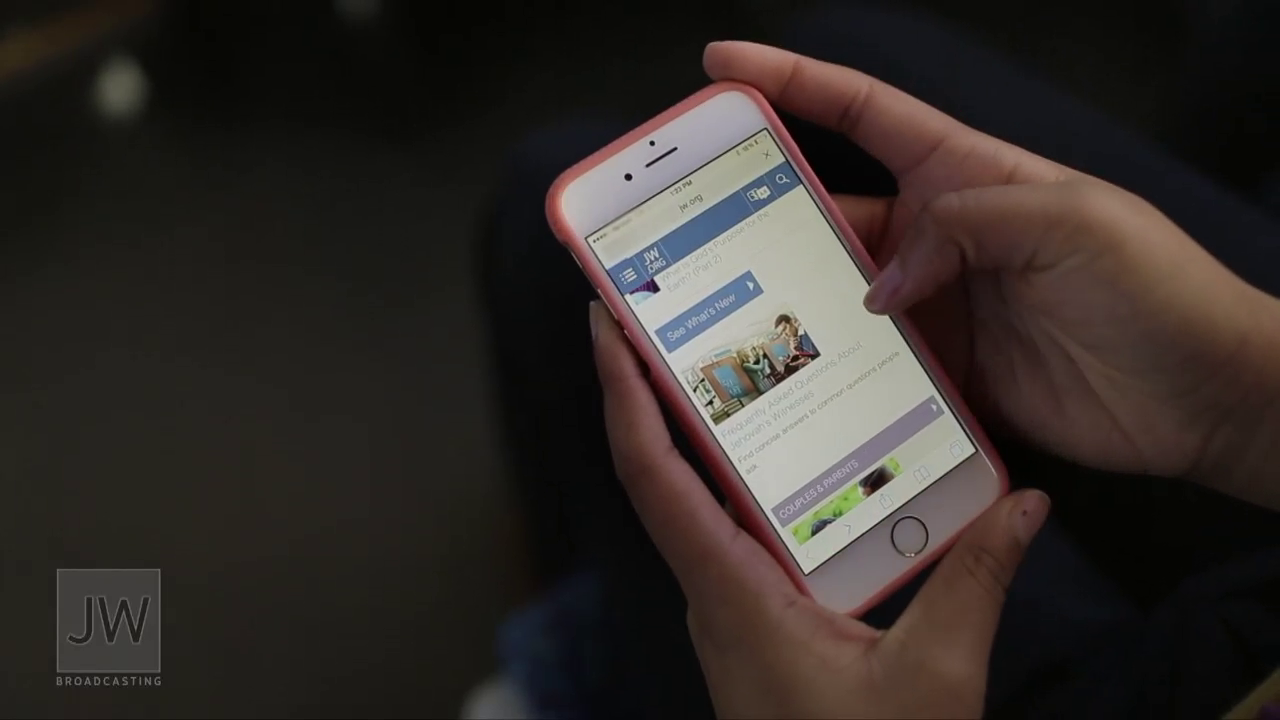 1:23 PM
jw.org
JW
.ORG
What Is God's Purpose for the
Earth? (Part 2)
See What's New
Frequently Asked Questions About
Jehovah's Witnesses
Find concise answers to common questions people
ask
COUPLES & PARENTS
JW
BROADCASTING